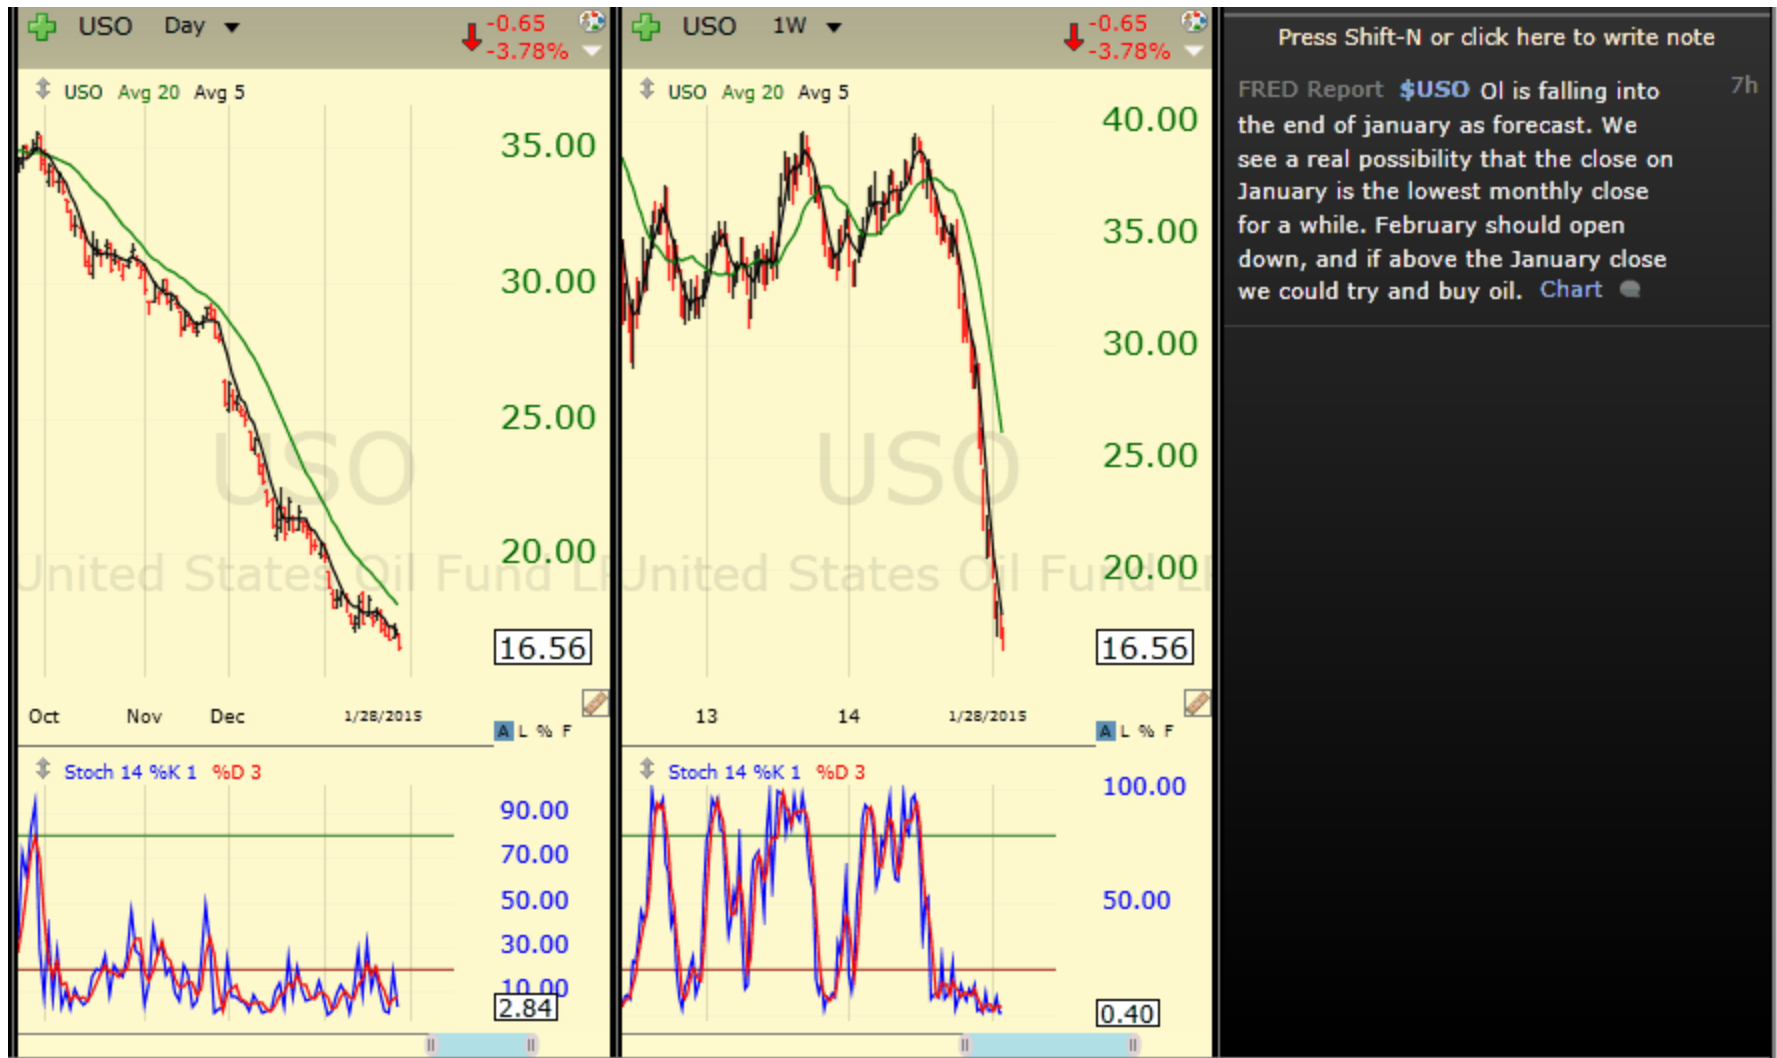 USO Day
-0.65
-3.78%
USO Avg 20 Avg 5
35.00
30.00
25.00
20.00
16.56
USO
United States Oil Fund LP
Oct Nov Dec 1/28/2015
A L % F
Stoch 14 %K 1 %D 3
90.00
70.00
50.00
30.00
10.00
2.84
USO 1W
-0.65
-3.78%
USO Avg 20 Avg 5
40.00
35.00
30.00
25.00
20.00
16.56
USO
United States Oil Fund LP
13 14 1/28/2015
A L % F
Stoch 14 %K 1 %D 3
100.00
50.00
0.40
Press Shift-N or click here to write note
FRED Report $USO Ol is falling into 7h
the end of january as forecast. We
see a real possibility that the close on
January is the lowest monthly close
for a while. February should open
down, and if above the January close
we could try and buy oil. Chart